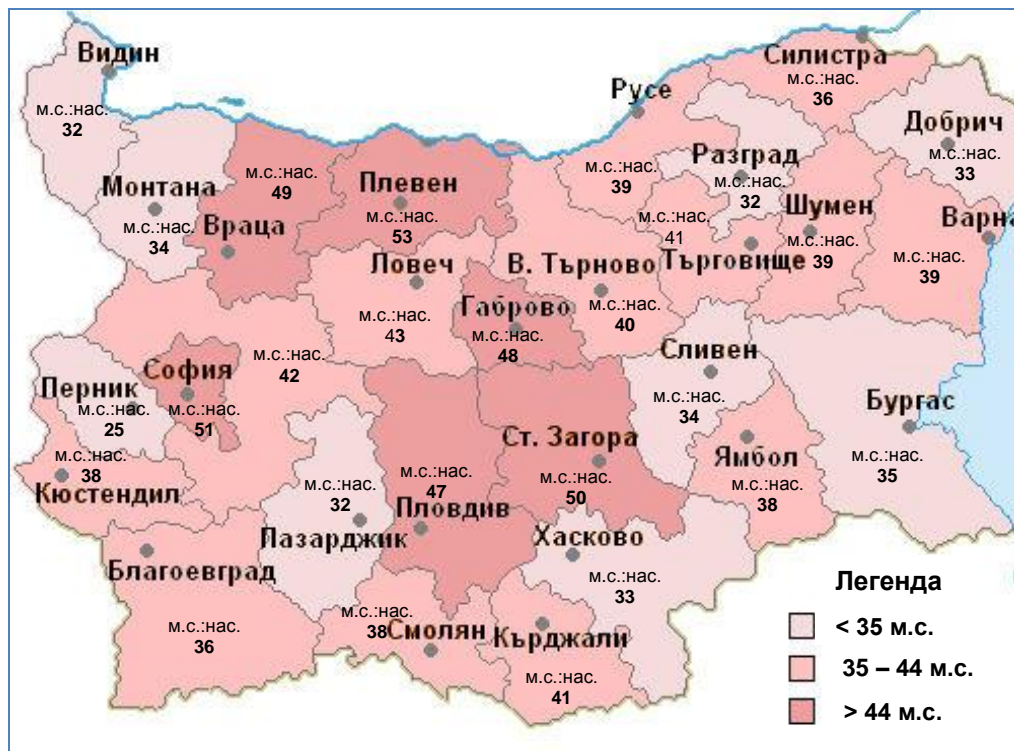 Видин
м.с.:нас.
32
Монтана
м.с.:нас.
34
м.с.:нас.
49
Враца
Плевен
м.с.:нас.
53
Ловеч
м.с.:нас.
43
В. Търново
м.с.:нас.
40
Габрово
м.с.:нас.
48
Русе
м.с.:нас.
39
Силистра
м.с.:нас.
36
Разград
м.с.:нас.
32
Добрич
м.с.:нас.
33
м.с.:нас.
41
Търговище
Шумен
м.с.:нас.
39
Варна
м.с.:нас.
39
София
м.с.:нас.
51
м.с.:нас.
42
Перник
м.с.:нас.
25
м.с.:нас.
38
Кюстендил
Благоевград
м.с.:нас.
36
м.с.:нас.
32
Пазарджик
м.с.:нас.
47
Пловдив
Ст. Загора
м.с.:нас.
50
Сливен
м.с.:нас.
34
Ямбол
м.с.:нас.
38
Бургас
м.с.:нас.
35
Хасково
м.с.:нас.
33
м.с.:нас.
38
Смолян
Кърджали
м.с.:нас.
41
Легенда
< 35 м.с.
35 – 44 м.с.
> 44 м.с.